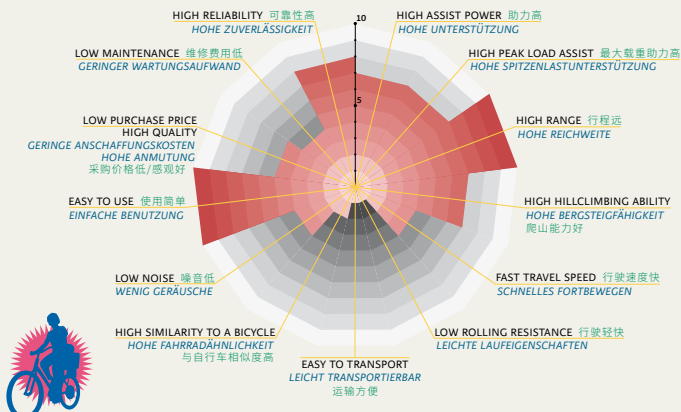 10
5
HIGH RELIABILITY 可靠性高
HOHE ZUVERLÄSSIGKEIT
HIGH ASSIST POWER 助力高
HOHE UNTERSTÜTZUNG
LOW MAINTENANCE 维修费用低
GERINGER WARTUNGSAUFWAND
HIGH PEAK LOAD ASSIST 最大载重助力高
HOHE SPITZENLASTUNTERSTÜTZUNG
LOW PURCHASE PRICE
HIGH QUALITY
GERINGE ANSCHAFFUNGSKOSTEN
HOHE ANMUTUNG
采购价格低/感观好
HIGH RANGE 行程远
HOHE REICHWEITE
EASY TO USE 使用简单
EINFACHE BENUTZUNG
HIGH HILLCLIMBING ABILITY
HOHE BERGSTEIGFÄHIGKEIT
爬山能力好
LOW NOISE 噪音低
WENIG GERÄUSCHE
FAST TRAVEL SPEED 行驶速度快
SCHNELLES FORTBEWEGEN
HIGH SIMILARITY TO A BICYCLE
HOHE FAHRRADÄHNLICHKEIT
与自行车相似度高
LOW ROLLING RESISTANCE 行驶轻快
LEICHTE LAUFEIGENSCHAFTEN
EASY TO TRANSPORT
LEICHT TRANSPORTIERBAR
运输方便